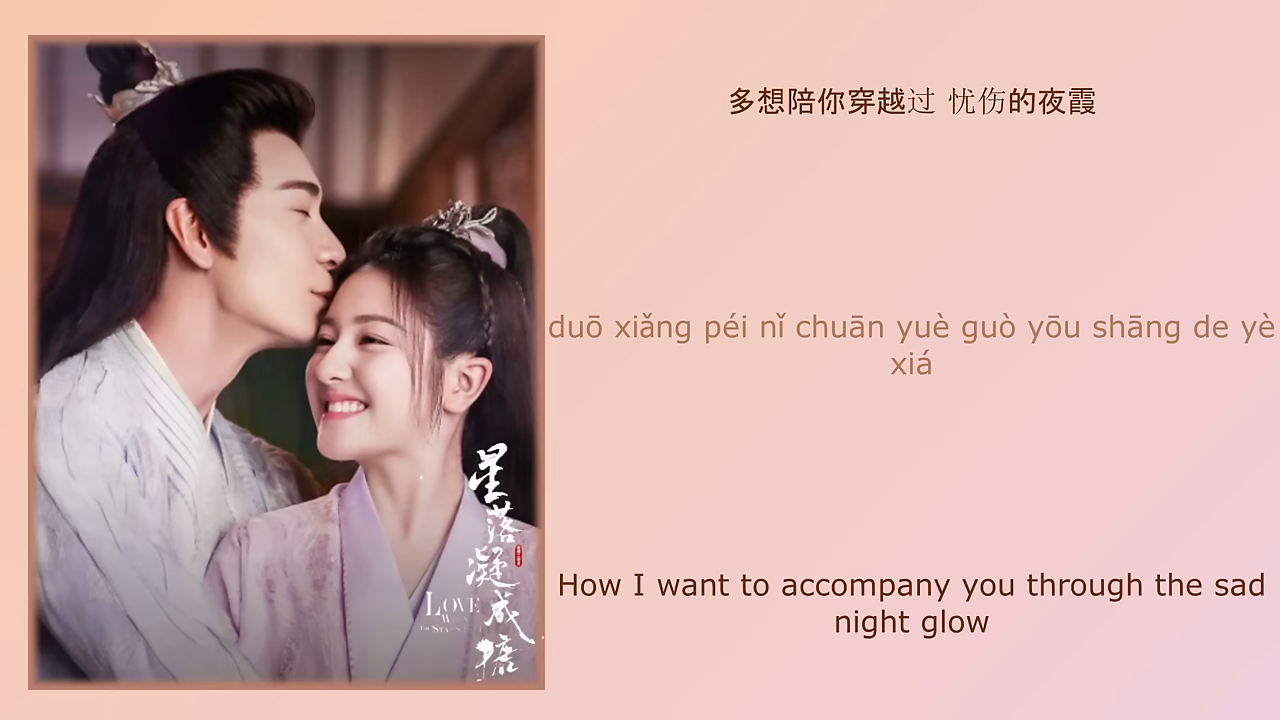 多想陪你穿越过 忧伤的夜霞
duō xiǎng péi nǐ chuān yuè guò yōu shāng de yè
xiá
How I want to accompany you through the sad
night glow
星落凝成糖
LOVE